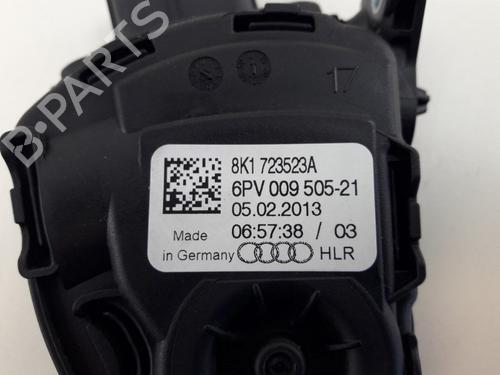 17
8K1 723523A
6PV 009 505-21
05.02.2013
Made 06:57:38 / 03
in Germany HLR
B-PARTS